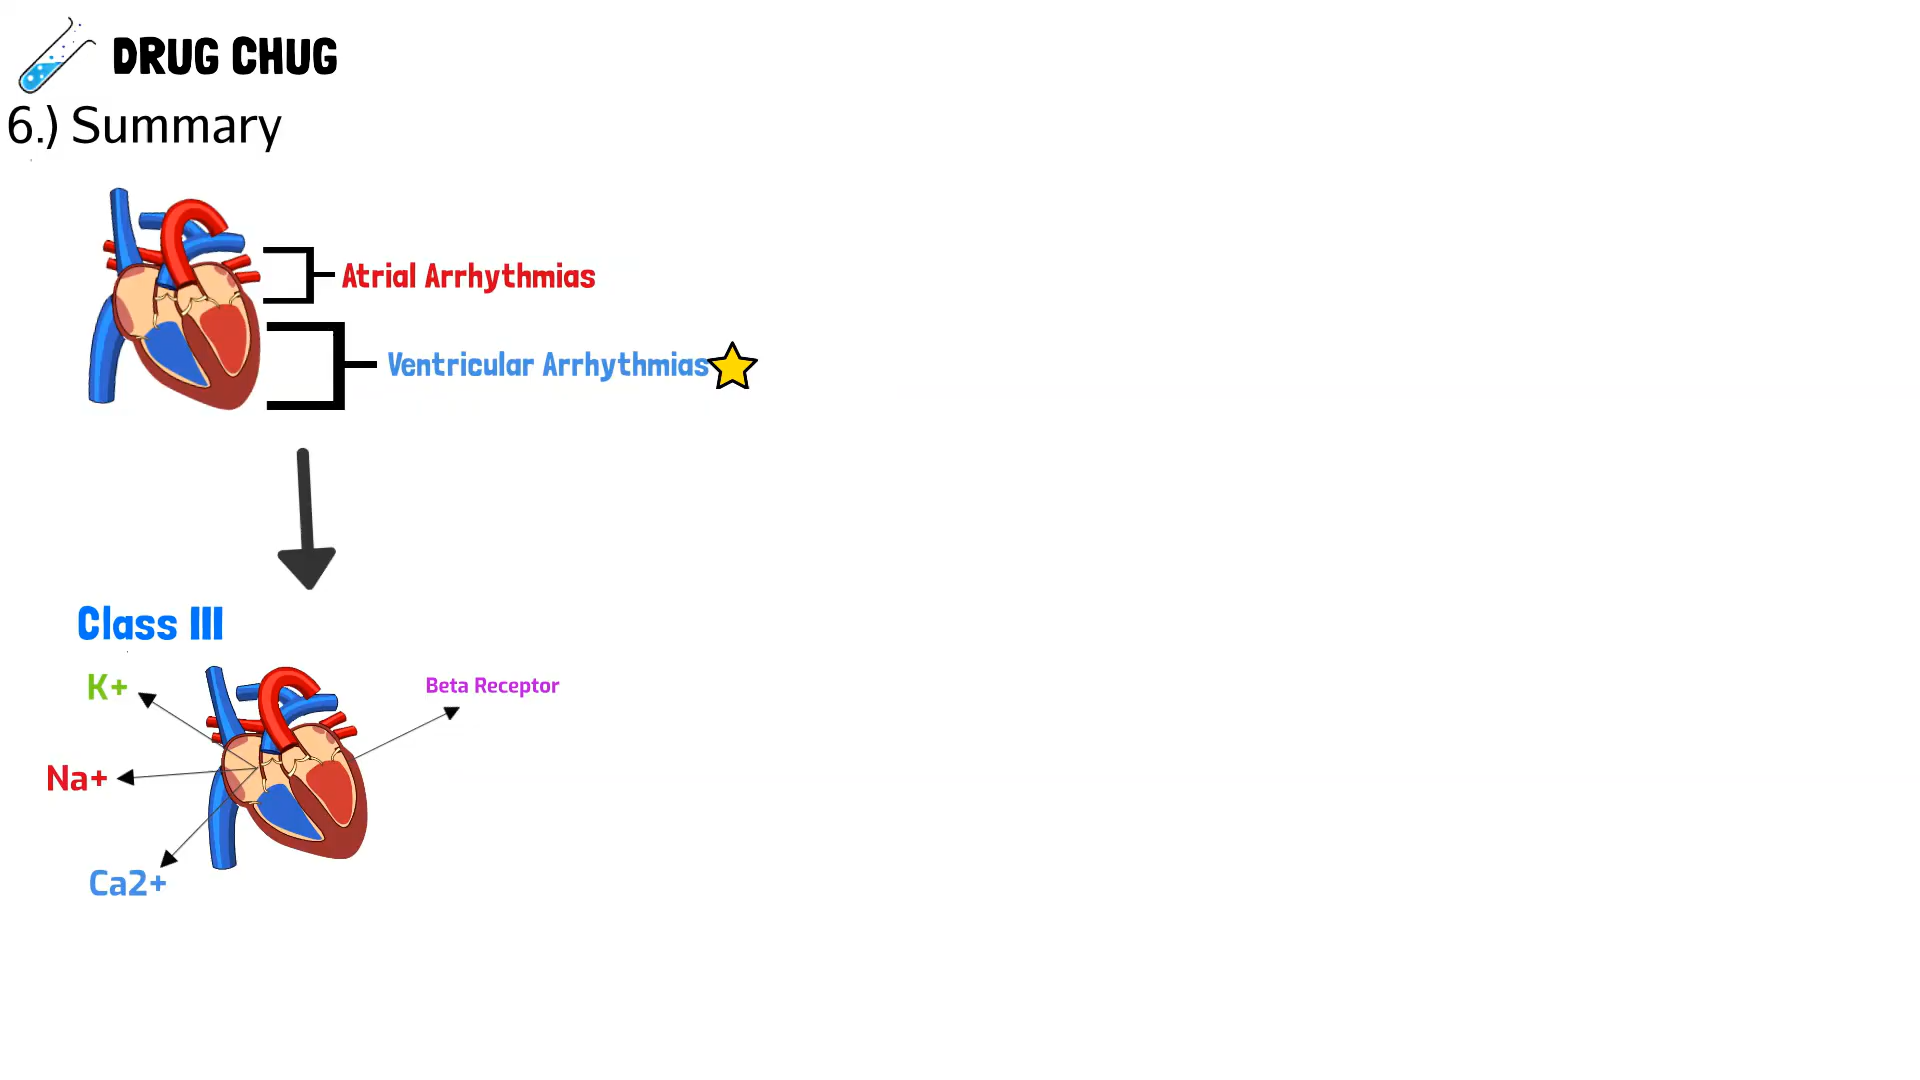 DRUG CHUG
6.) Summary
Atrial Arrhythmias
Ventricular Arrhythmias
Class III
K+
Beta Receptor
Na+
Ca2+